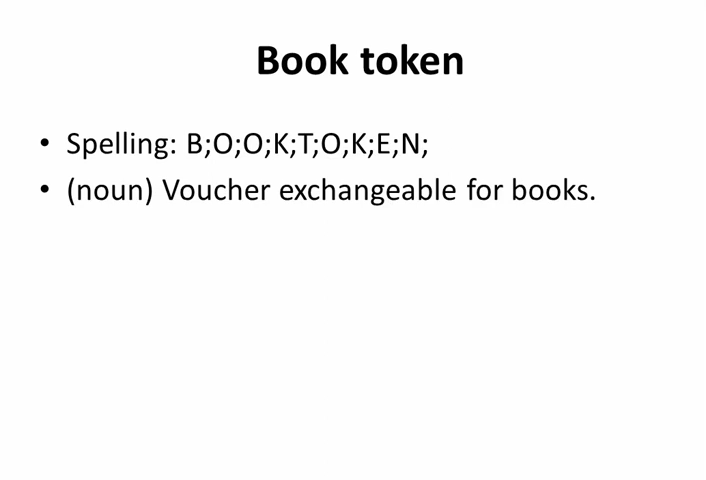 Book token
• Spelling: B;O;O;K;T;O;K;E;N;
• (noun) Voucher exchangeable for books.